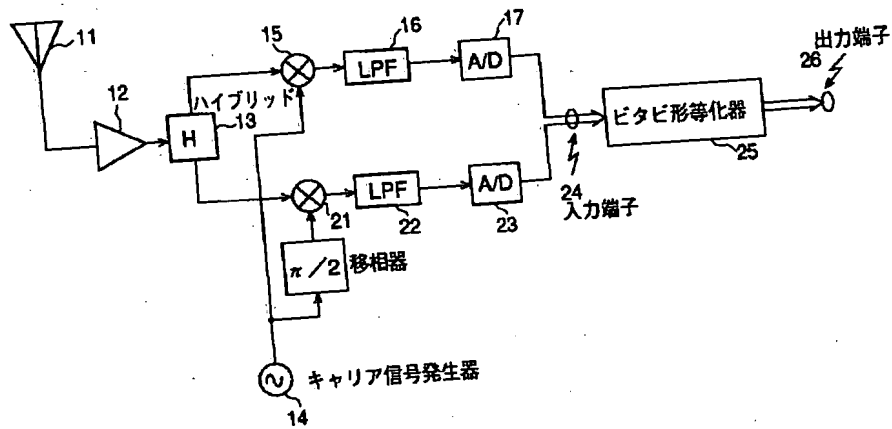 11
12
ハイブリッド
H
13
15
LPF
16
A/D
17
21
LPF
22
A/D
23
π/2
移相器
キャリア信号発生器
14
24
入力端子
ビタビ形等化器
25
出力端子
26